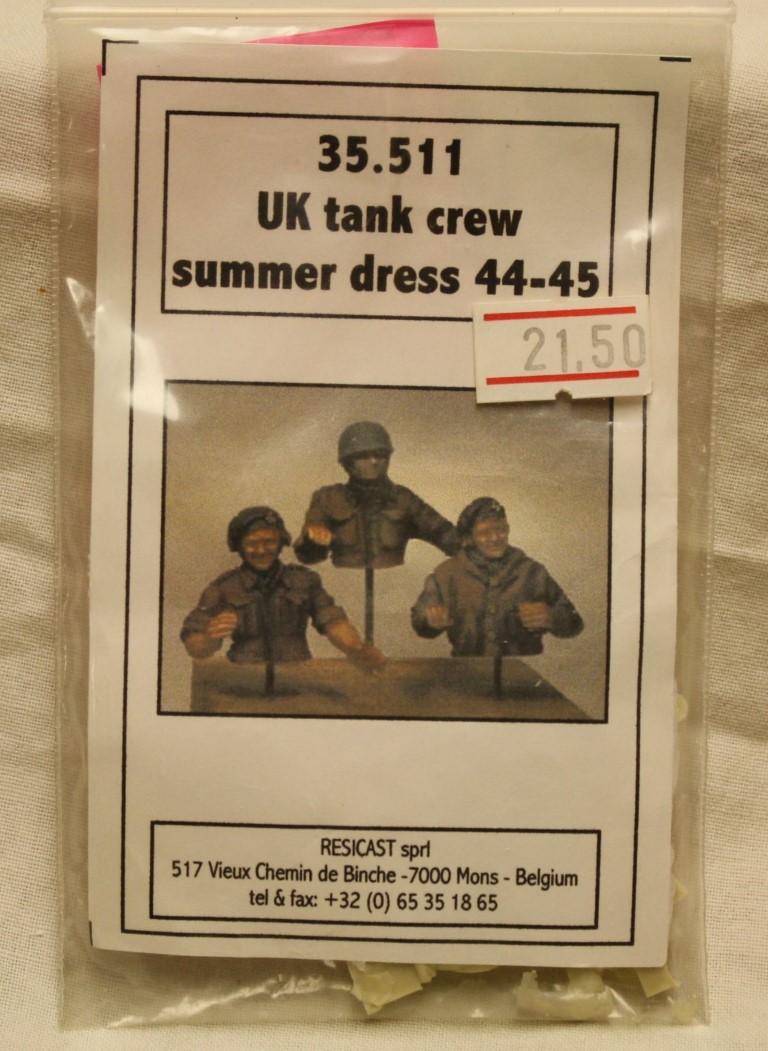 35.511
UK tank crew
summer dress 44-45
21.50
RESICAST sprl
517 Vieux Chemin de Binche -7000 Mons - Belgium
tel & fax: +32 (0) 65 35 18 65